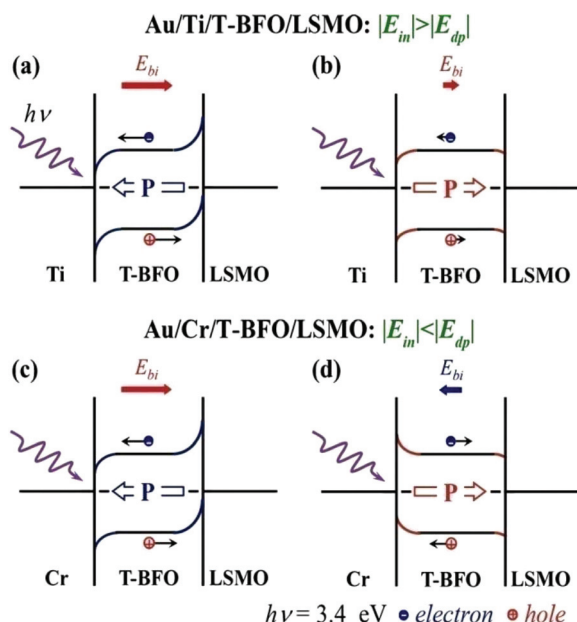 Au/Ti/T-BFO/LSMO: |E_in|>|E_dp|
(a) (b)
E_bi E_bi
hν
P P
Ti T-BFO LSMO Ti T-BFO LSMO
Au/Cr/T-BFO/LSMO: |E_in|<|E_dp|
(c) (d)
E_bi E_bi
P P
Cr T-BFO LSMO Cr T-BFO LSMO
hν = 3.4 eV electron hole